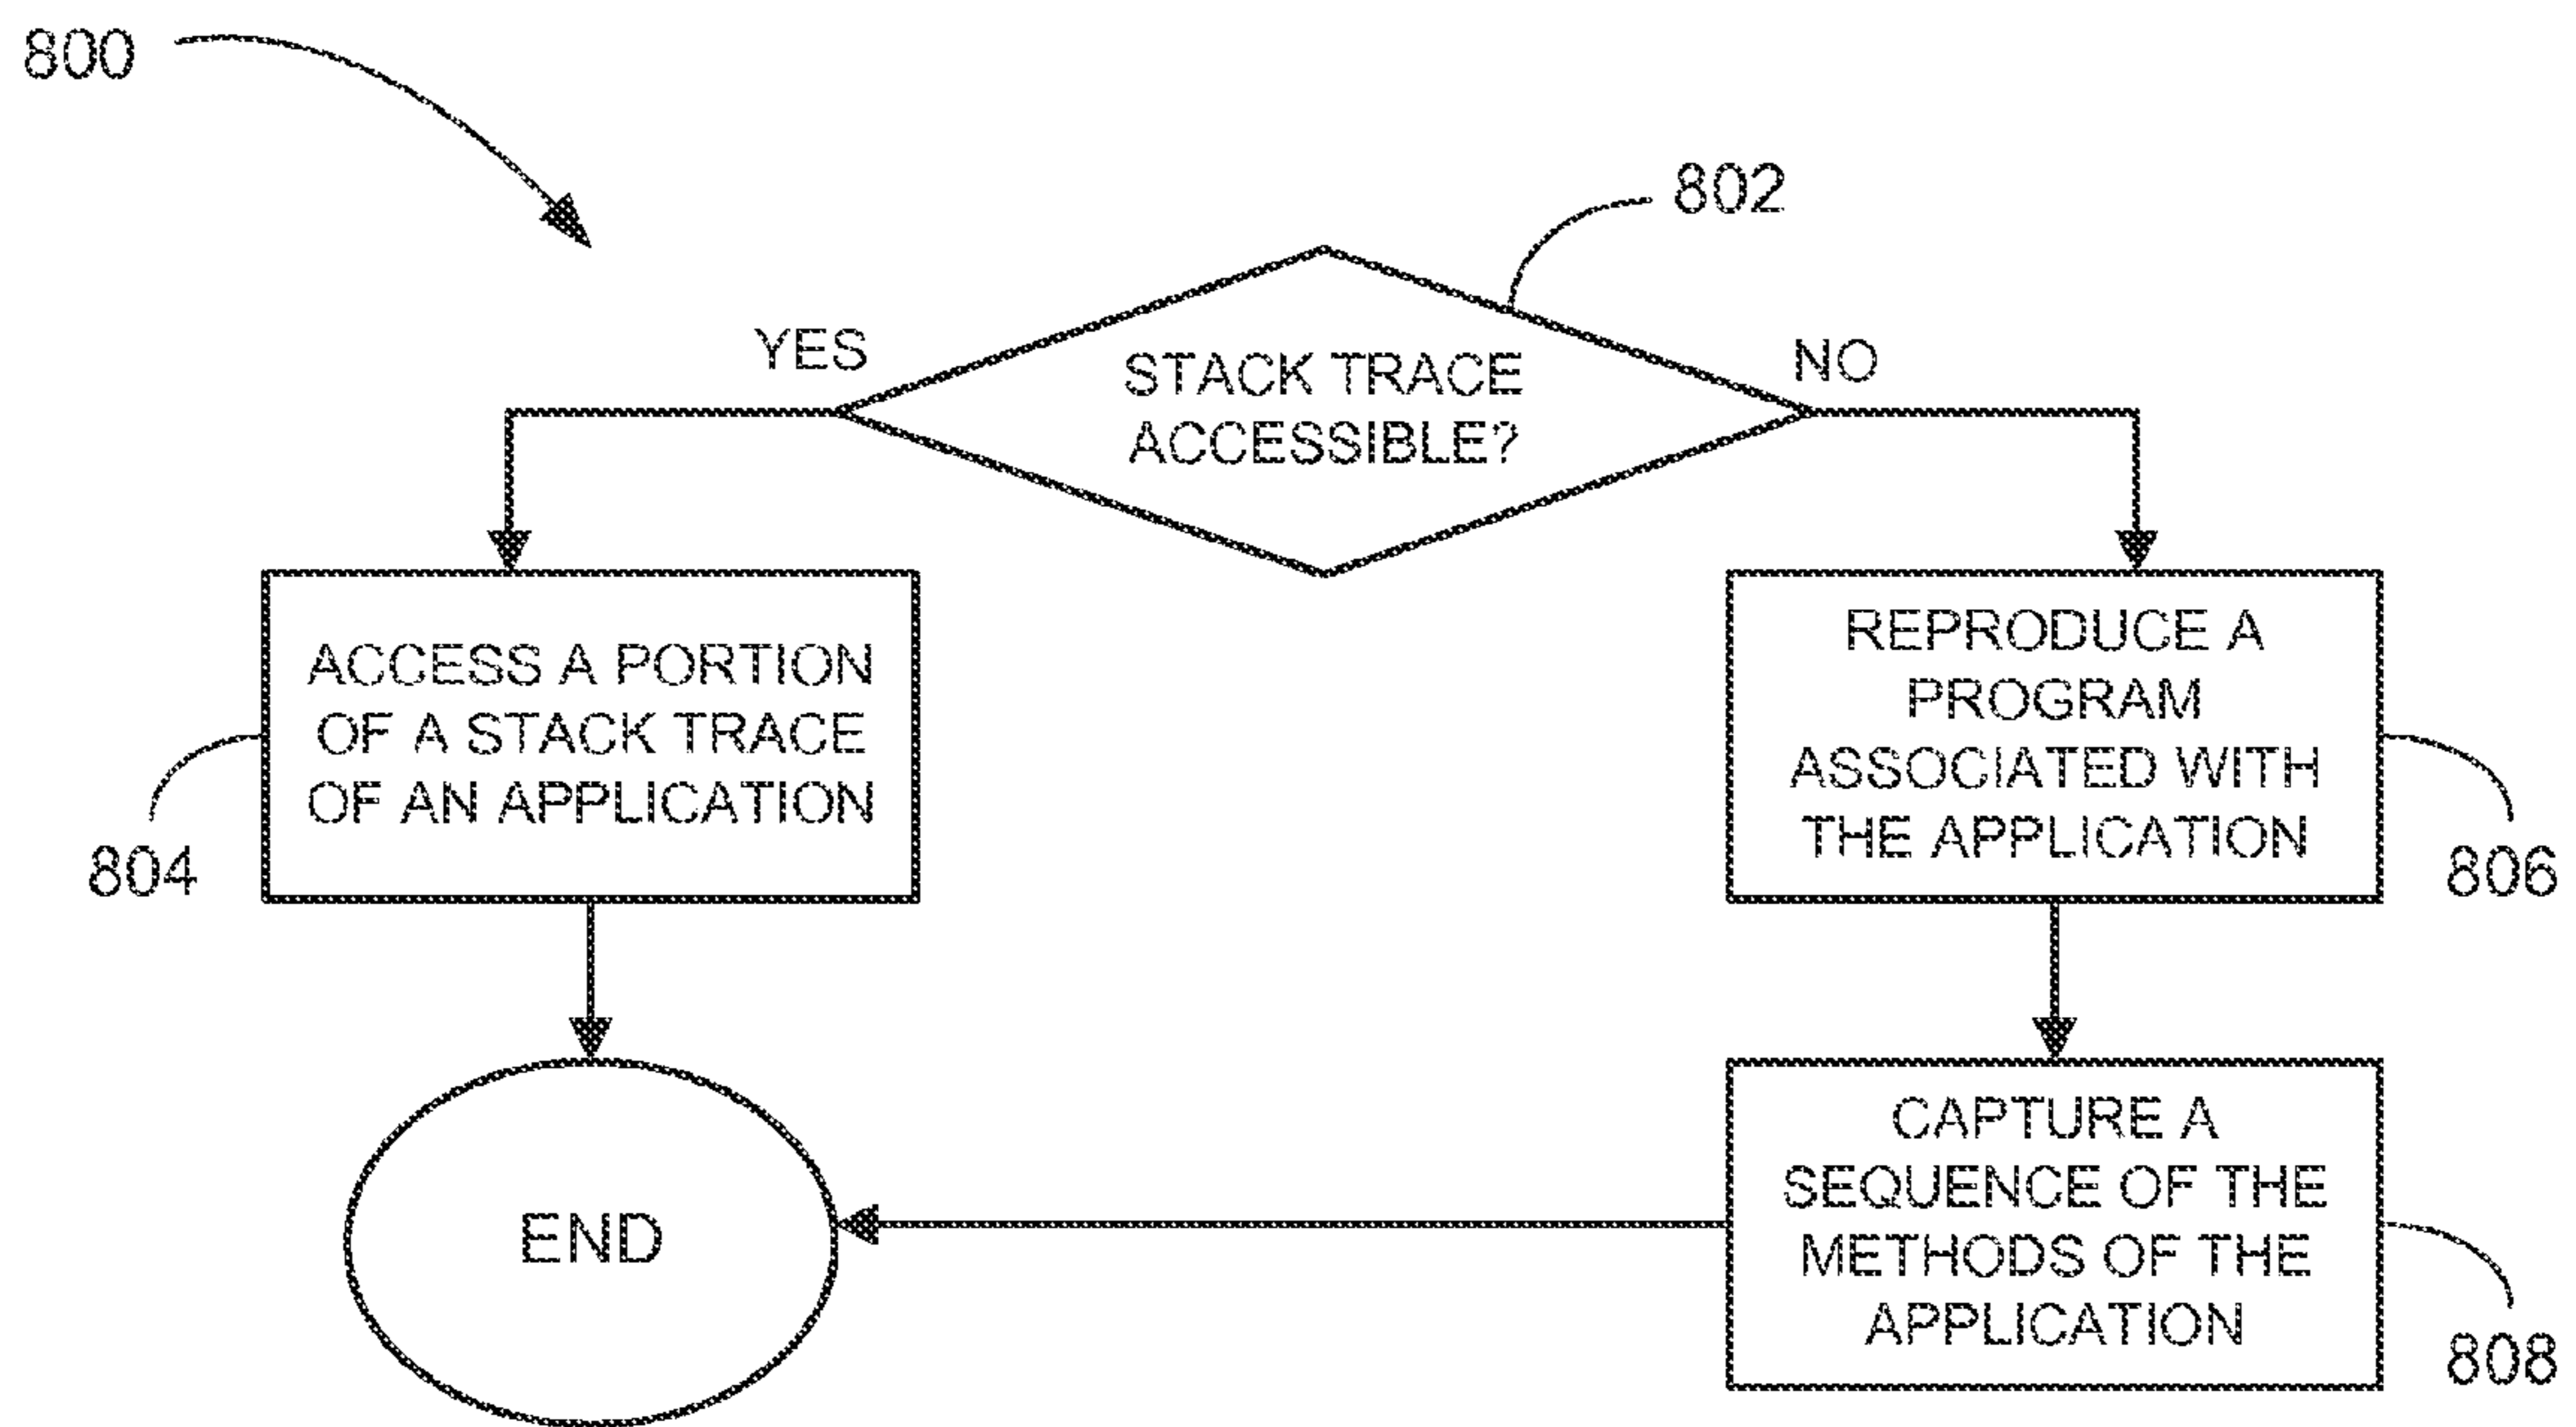 800
802
YES
NO
STACK TRACE
ACCESSIBLE?
ACCESS A PORTION
OF A STACK TRACE
OF AN APPLICATION
804
REPRODUCE A
PROGRAM
ASSOCIATED WITH
THE APPLICATION
806
END
CAPTURE A
SEQUENCE OF THE
METHODS OF THE
APPLICATION
808